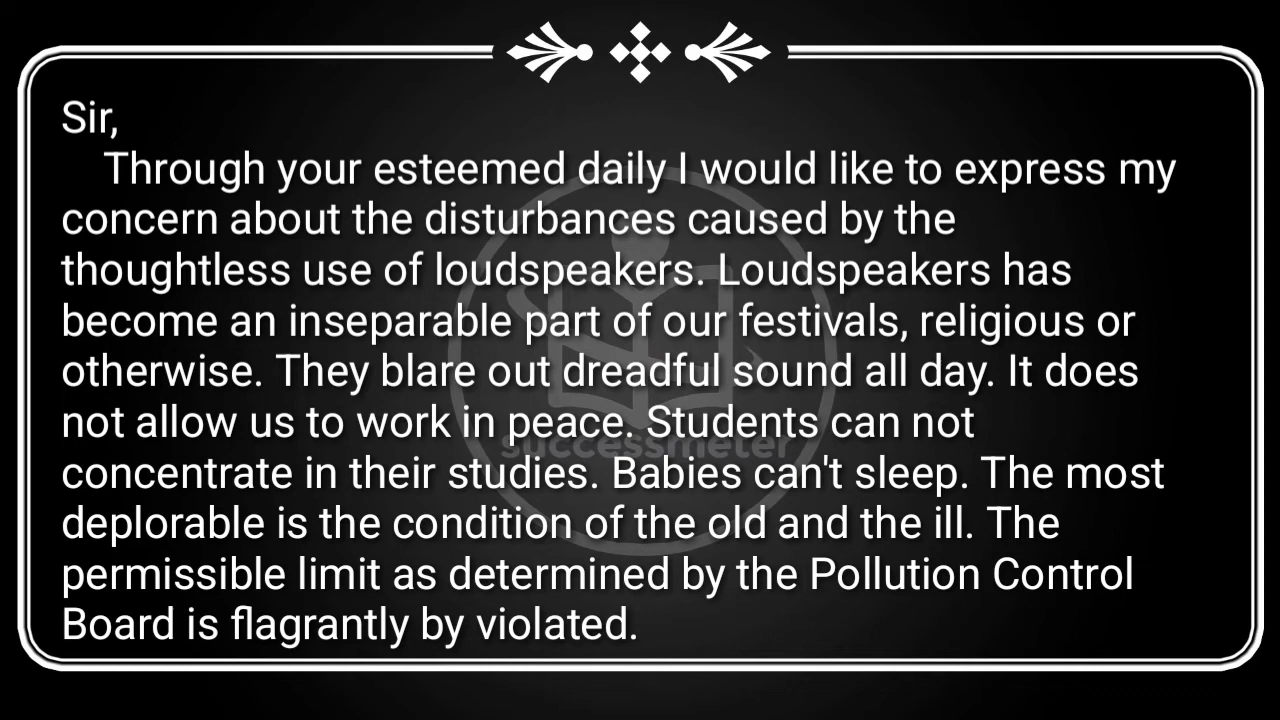 Sir,
Through your esteemed daily I would like to express my
concern about the disturbances caused by the
thoughtless use of loudspeakers. Loudspeakers has
become an inseparable part of our festivals, religious or
otherwise. They blare out dreadful sound all day. It does
not allow us to work in peace. Students can not
concentrate in their studies. Babies can't sleep. The most
deplorable is the condition of the old and the ill. The
permissible limit as determined by the Pollution Control
Board is flagrantly by violated.
successmeter